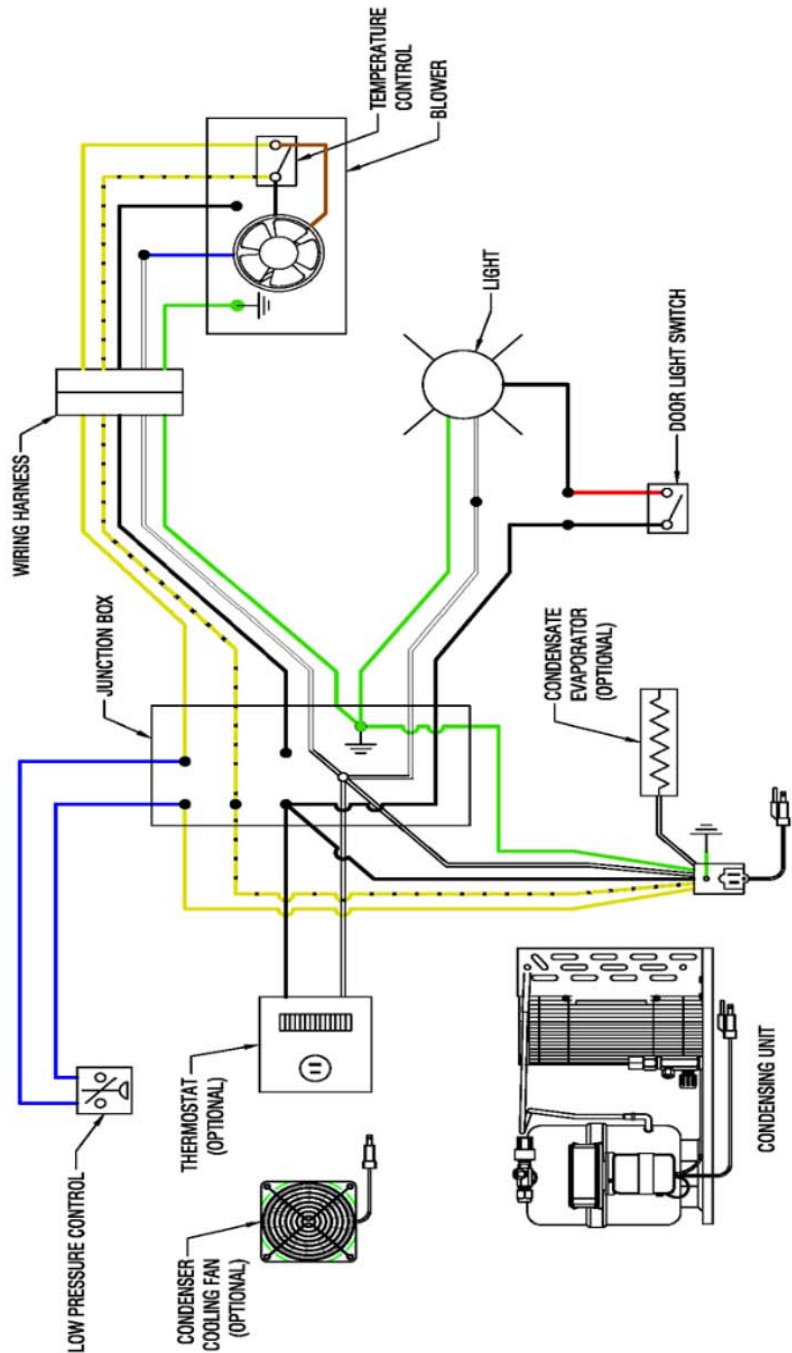 LOW PRESSURE CONTROL
CONDENSER
COOLING FAN
(OPTIONAL)
THERMOSTAT
(OPTIONAL)
CONDENSING UNIT
JUNCTION BOX
CONDENSATE
EVAPORATOR
(OPTIONAL)
WIRING HARNESS
DOOR LIGHT SWITCH
LIGHT
TEMPERATURE
CONTROL
BLOWER